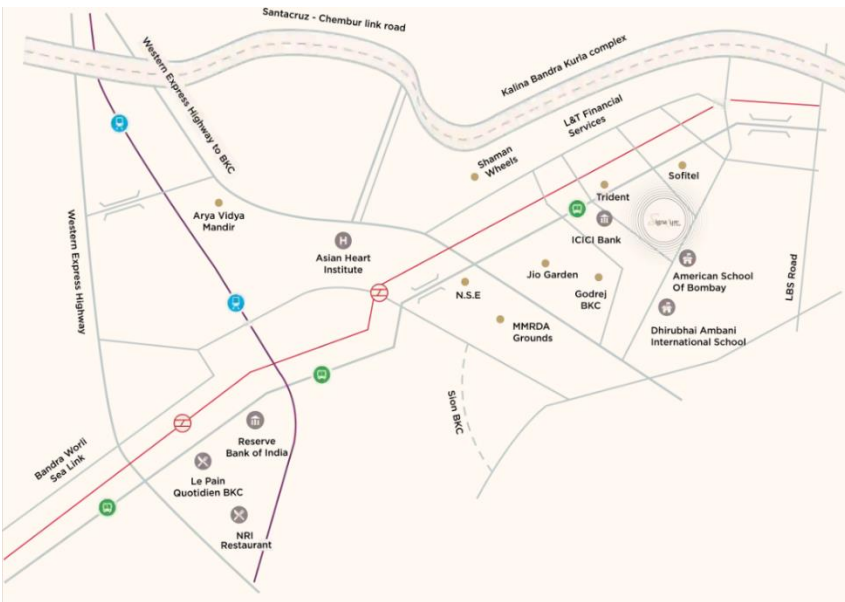 Santacruz - Chembur link road
Western Express Highway to BKC
Kalina Bandra Kurla complex
L&T Financial
Services
Shaman
Wheels
Sofitel
Trident
Arya Vidya
Mandir
ICICI Bank
Asian Heart
Institute
H
Western Express Highway
Jio Garden
American School
Of Bombay
LBS Road
Godrej
BKC
N.S.E
MMRDA
Grounds
Dhirubhai Ambani
International School
Sion BKC
Bandra Worli
Sea Link
Reserve
Bank of India
Le Pain
Quotidien BKC
NRI
Restaurant